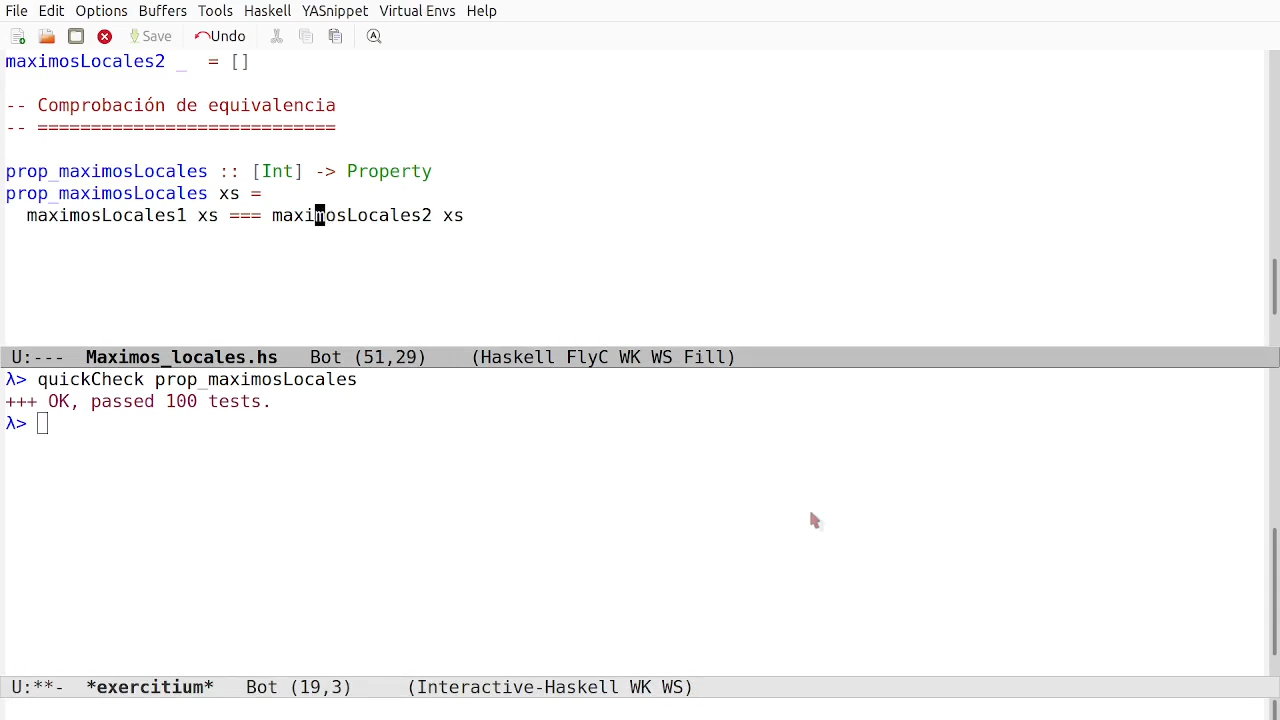 File Edit Options Buffers Tools Haskell YASnippet Virtual Envs Help
Save Undo
maximosLocales2 _  = []
-- Comprobación de equivalencia
-- ============================
prop_maximosLocales :: [Int] -> Property
prop_maximosLocales xs =
  maximosLocales1 xs === maximosLocales2 xs
U:---  Maximos_locales.hs   Bot (51,29)    (Haskell FlyC WK WS Fill)
λ> quickCheck prop_maximosLocales
+++ OK, passed 100 tests.
λ>
U:**-  *exercitium*   Bot (19,3)     (Interactive-Haskell WK WS)